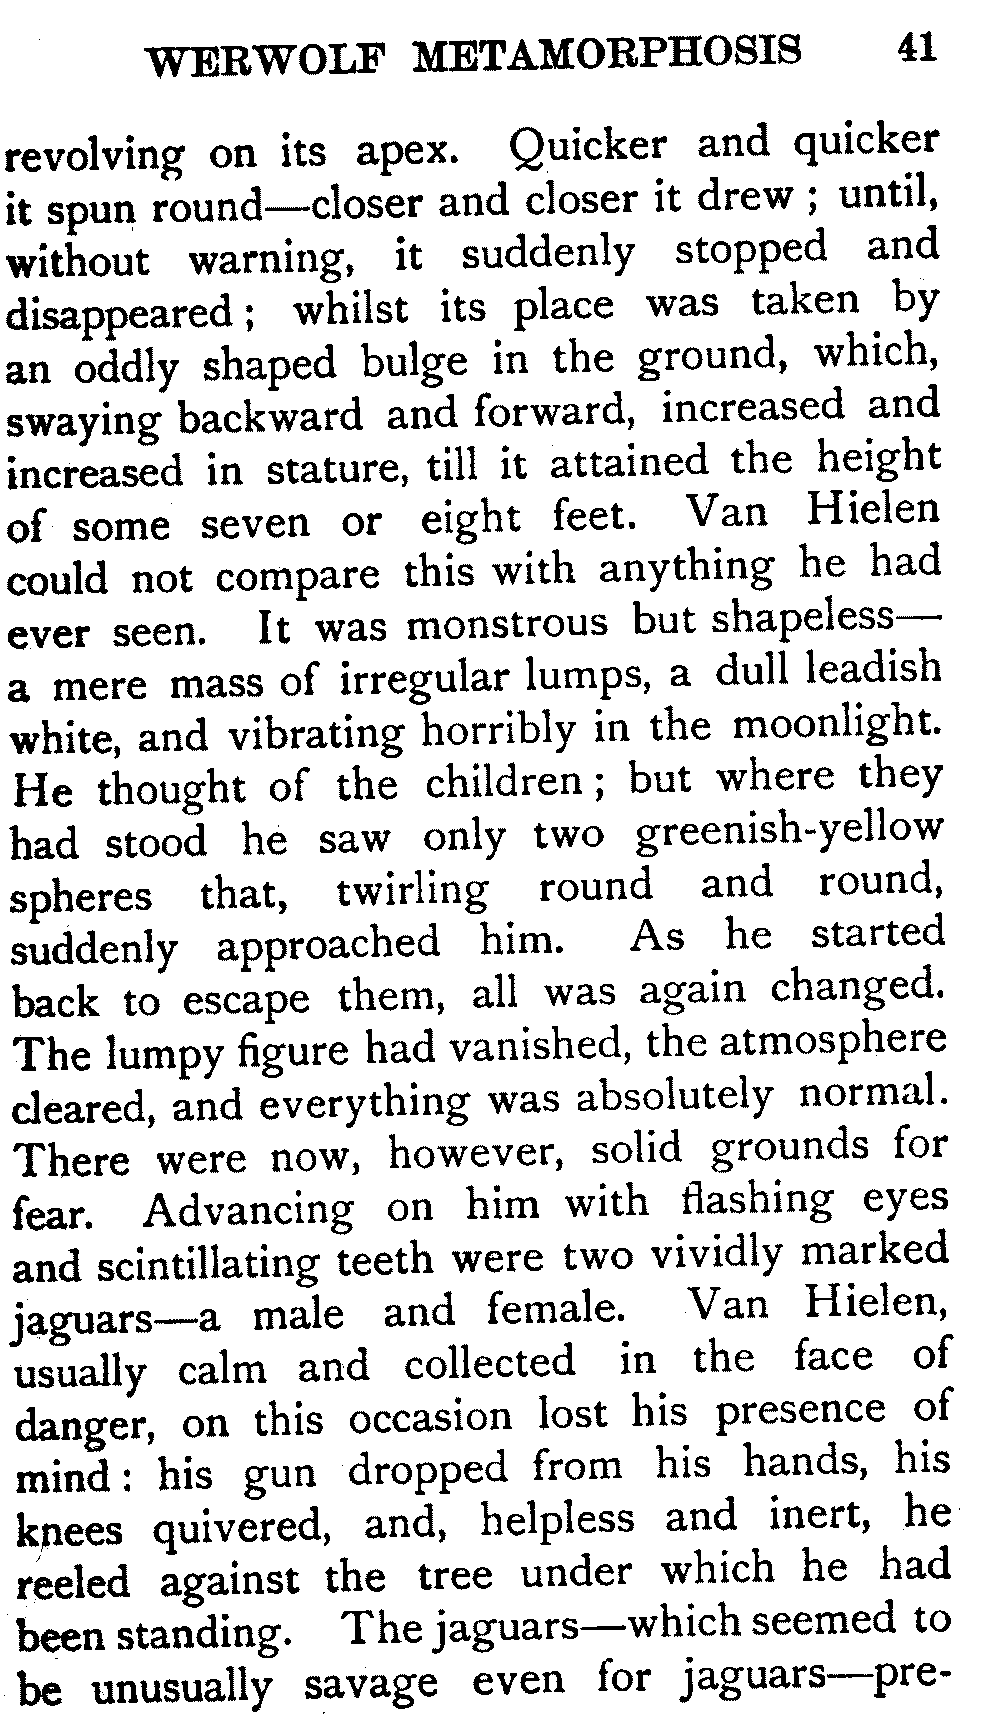 WERWOLF METAMORPHOSIS 41
revolving on its apex. Quicker and quicker
it spun round—closer and closer it drew ; until,
without warning, it suddenly stopped and
disappeared ; whilst its place was taken by
an oddly shaped bulge in the ground, which,
swaying backward and forward, increased and
increased in stature, till it attained the height
of some seven or eight feet. Van Hielen
could not compare this with anything he had
ever seen. It was monstrous but shapeless—
a mere mass of irregular lumps, a dull leadish
white, and vibrating horribly in the moonlight.
He thought of the children ; but where they
had stood he saw only two greenish-yellow
spheres that, twirling round and round,
suddenly approached him. As he started
back to escape them, all was again changed.
The lumpy figure had vanished, the atmosphere
cleared, and everything was absolutely normal.
There were now, however, solid grounds for
fear. Advancing on him with flashing eyes
and scintillating teeth were two vividly marked
jaguars—a male and female. Van Hielen,
usually calm and collected in the face of
danger, on this occasion lost his presence of
mind : his gun dropped from his hands, his
knees quivered, and, helpless and inert, he
reeled against the tree under which he had
been standing. The jaguars—which seemed to
be unusually savage even for jaguars—pre-